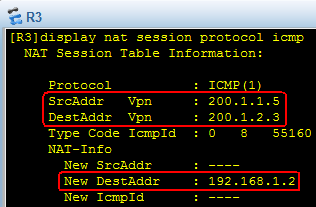 R3
[R3]display nat session protocol icmp
NAT Session Table Information:
Protocol : ICMP(1)
SrcAddr Vpn : 200.1.1.5
DestAddr Vpn : 200.1.2.3
Type Code IcmpId : 0 8 55160
NAT-Info
New SrcAddr : ----
New DestAddr : 192.168.1.2
New IcmpId : ----